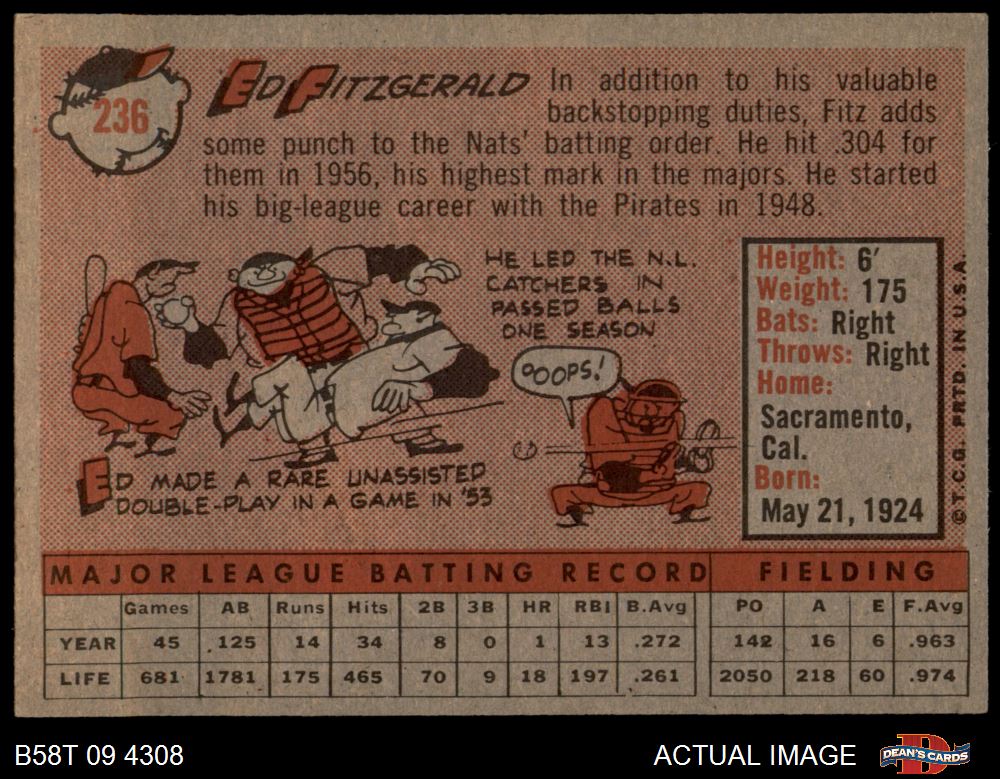 236
ED FITZGERALD
In addition to his valuable
backstopping duties, Fitz adds
some punch to the Nats' batting order. He hit .304 for
them in 1956, his highest mark in the majors. He started
his big-league career with the Pirates in 1948.
HE LED THE N.L.
CATCHERS IN
PASSED BALLS
ONE SEASON
OOOPS!
ED MADE A RARE UNASSISTED
DOUBLE-PLAY IN A GAME IN '53
Height: 6'
Weight: 175
Bats: Right
Throws: Right
Home:
Sacramento,
Cal.
Born:
May 21, 1924
© T.C.G. PRTD. IN U.S.A.
MAJOR LEAGUE BATTING RECORD FIELDING
Games AB Runs Hits 2B 3B HR RBI B.Avg PO A E F.Avg
YEAR 45 125 14 34 8 0 1 13 .272 142 16 6 .963
LIFE 681 1781 175 465 70 9 18 197 .261 2050 218 60 .974
B58T 09 4308 ACTUAL IMAGE DEAN'S CARDS